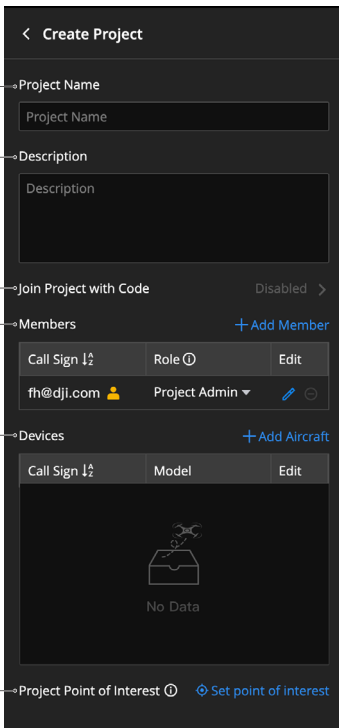 Create Project
Project Name
Project Name
Description
Description
Join Project with Code Disabled
Members + Add Member
Call Sign Role Edit
fh@dji.com Project Admin
Devices + Add Aircraft
Call Sign Model Edit
No Data
Project Point of Interest Set point of interest